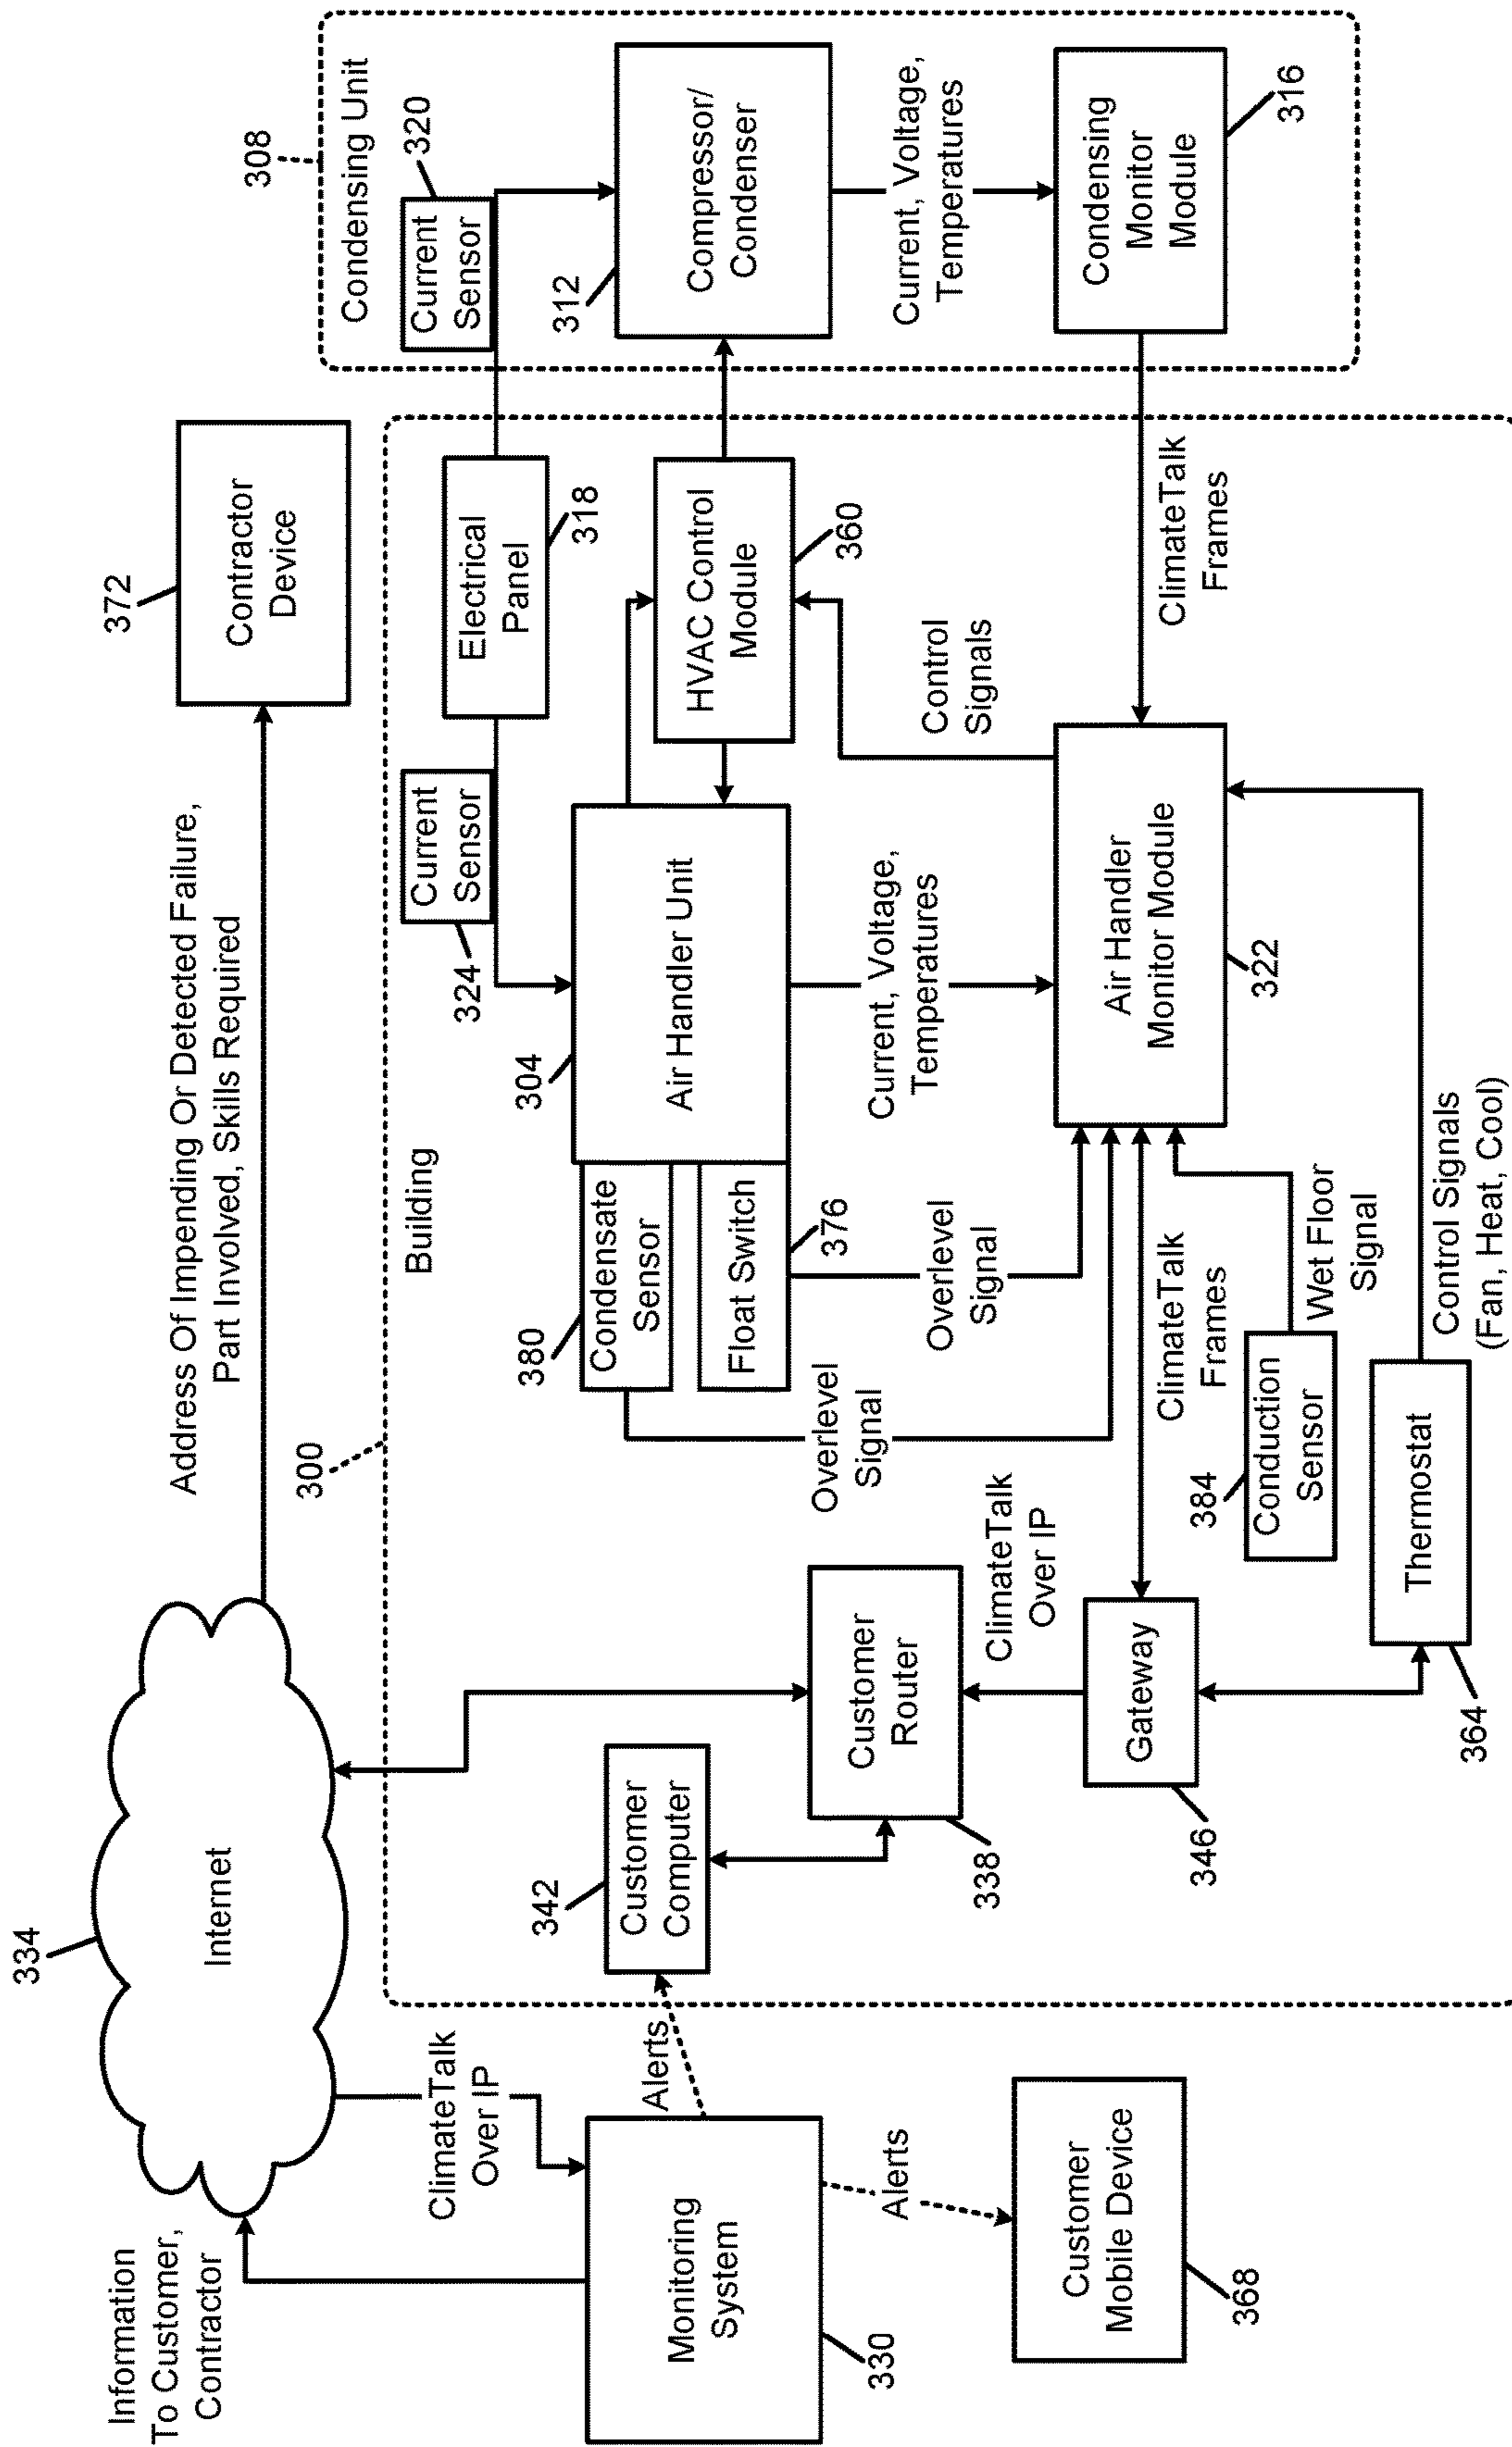 334
Internet
Information
To Customer,
Contractor
ClimateTalk
Over IP
Monitoring
System
330
Alerts
Alerts
Customer
Mobile Device
368
Address Of Impending Or Detected Failure,
Part Involved, Skills Required
372
Contractor
Device
300
Building
342
Customer
Computer
Customer
Router
338
ClimateTalk
Over IP
Gateway
346
Thermostat
364
Control Signals
(Fan, Heat, Cool)
384
Conduction
Sensor
Wet Floor
Signal
ClimateTalk
Frames
380
Condensate
Sensor
Float Switch
376
Overlevel
Signal
Overlevel
Signal
304
Air Handler Unit
324
Current
Sensor
Electrical
Panel
318
HVAC Control
Module
360
Control
Signals
Current, Voltage,
Temperatures
Air Handler
Monitor Module
322
ClimateTalk
Frames
308
Condensing Unit
Current
Sensor
320
312
Compressor/
Condenser
Current, Voltage,
Temperatures
Condensing
Monitor
Module
316